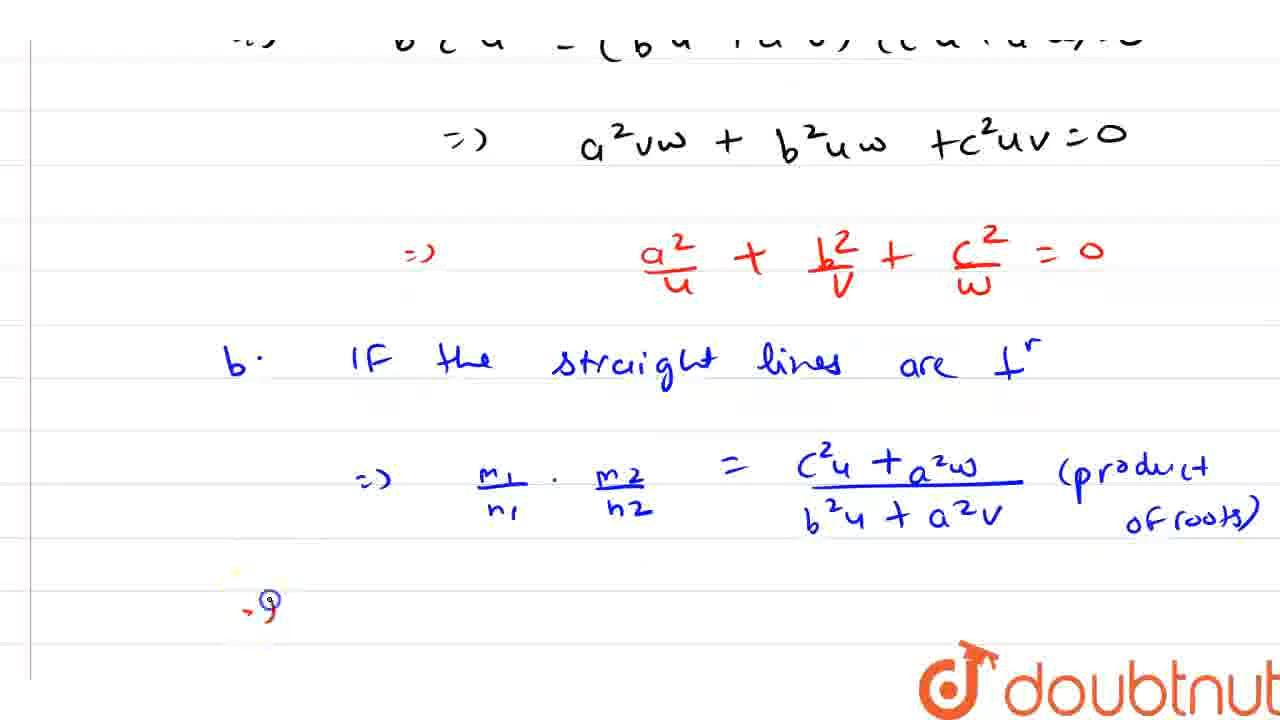 => a²vw + b²uw + c²uv = 0
=> a²/u + b²/v + c²/w = 0
b. IF the straight lines are ⊥r
=> m1/n1 . m2/n2 = (c²u + a²w)/(b²u + a²v) (product of roots)
doubtnut